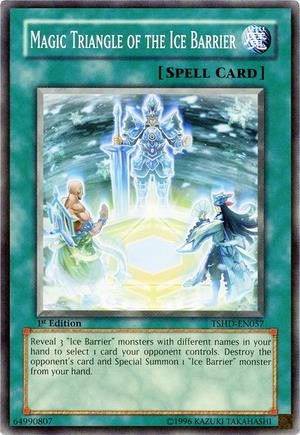 MAGIC TRIANGLE OF THE ICE BARRIER
[SPELL CARD]
1st Edition
TSHD-EN057
Reveal 3 "Ice Barrier" monsters with different names in your
hand to select 1 card your opponent controls. Destroy the
opponent's card and Special Summon 1 "Ice Barrier" monster
from your hand.
64990807
©1996 KAZUKI TAKAHASHI